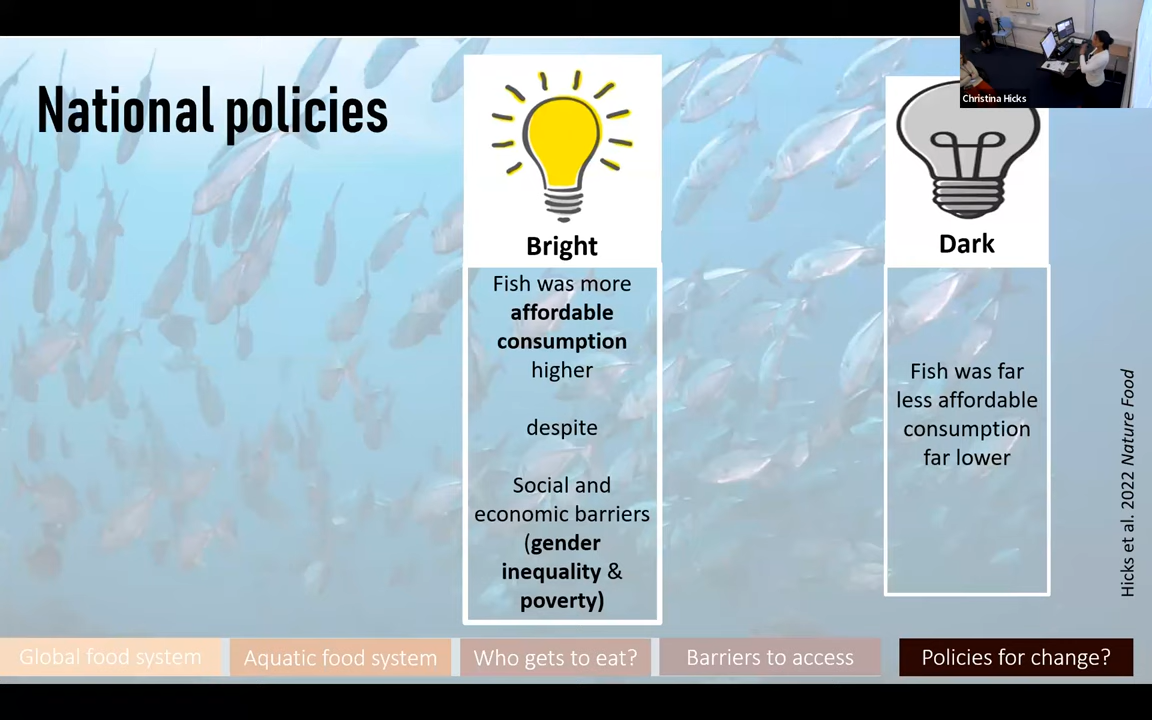 National policies
Christina Hicks
Bright
Fish was more
affordable
consumption
higher
despite
Social and
economic barriers
(gender
inequality &
poverty)
Dark
Fish was far
less affordable
consumption
far lower
Hicks et al. 2022 Nature Food
Global food system
Aquatic food system
Who gets to eat?
Barriers to access
Policies for change?